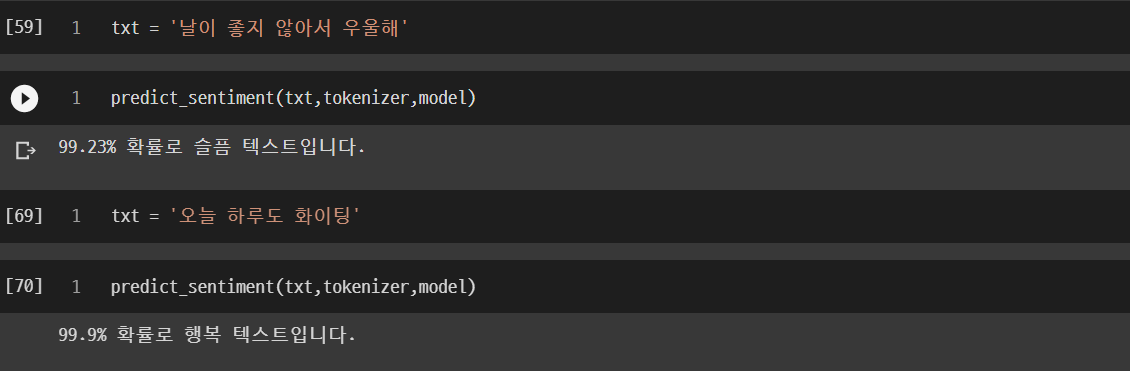 [59] 1 txt = '날이 좋지 않아서 우울해'
1 predict_sentiment(txt,tokenizer,model)
99.23% 확률로 슬픔 텍스트입니다.
[69] 1 txt = '오늘 하루도 화이팅'
[70] 1 predict_sentiment(txt,tokenizer,model)
99.9% 확률로 행복 텍스트입니다.